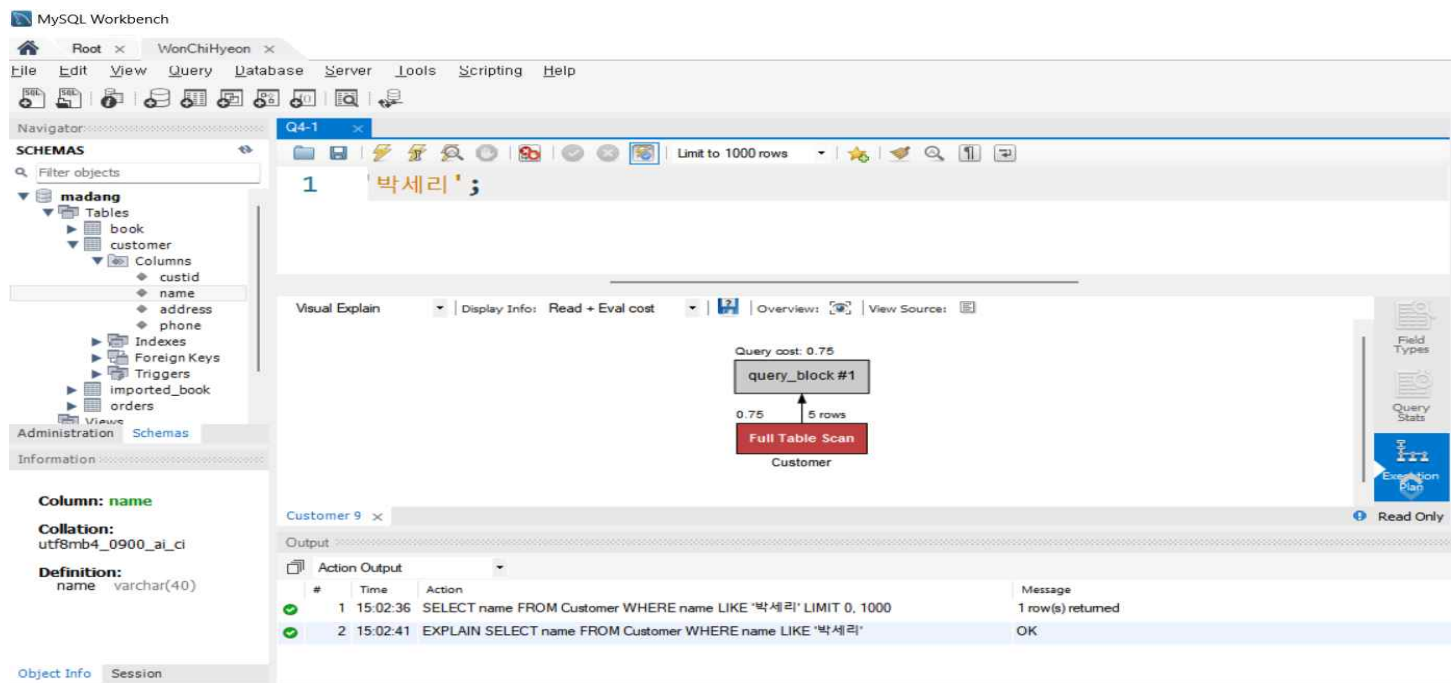 MySQL Workbench
Root × WonChiHyeon ×
File Edit View Query Database Server Tools Scripting Help
Navigator
SCHEMAS
Filter objects
madang
Tables
book
customer
Columns
custid
name
address
phone
Indexes
Foreign Keys
Triggers
imported_book
orders
Views
Administration Schemas
Information
Column: name
Collation:
utf8mb4_0900_ai_ci
Definition:
name varchar(40)
Object Info Session
Q4-1 ×
Limit to 1000 rows
1 '박세리';
Visual Explain Display Info: Read + Eval cost Overview: View Source:
Query cost: 0.75
query_block #1
0.75 5 rows
Full Table Scan
Customer
Field
Types
Query
Stats
Execution
Plan
Customer 9 × Read Only
Output
Action Output
# Time Action Message
1 15:02:36 SELECT name FROM Customer WHERE name LIKE '박세리' LIMIT 0, 1000 1 row(s) returned
2 15:02:41 EXPLAIN SELECT name FROM Customer WHERE name LIKE '박세리' OK